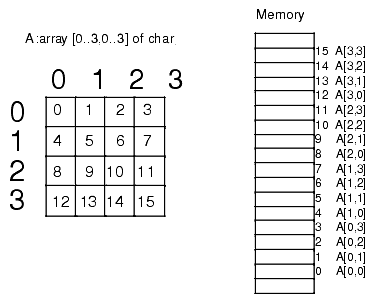 Memory
A:array [0..3,0..3] of char
0 1 2 3
0 0 1 2 3
1 4 5 6 7
2 8 9 10 11
3 12 13 14 15
15 A[3,3]
14 A[3,2]
13 A[3,1]
12 A[3,0]
11 A[2,3]
10 A[2,2]
9 A[2,1]
8 A[2,0]
7 A[1,3]
6 A[1,2]
5 A[1,1]
4 A[1,0]
3 A[0,3]
2 A[0,2]
1 A[0,1]
0 A[0,0]